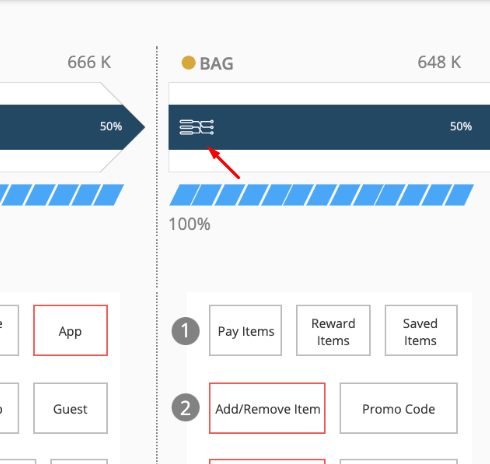 666 K
BAG
648 K
50%
50%
100%
App
1
Pay Items
Reward
Items
Saved
Items
Guest
2
Add/Remove Item
Promo Code